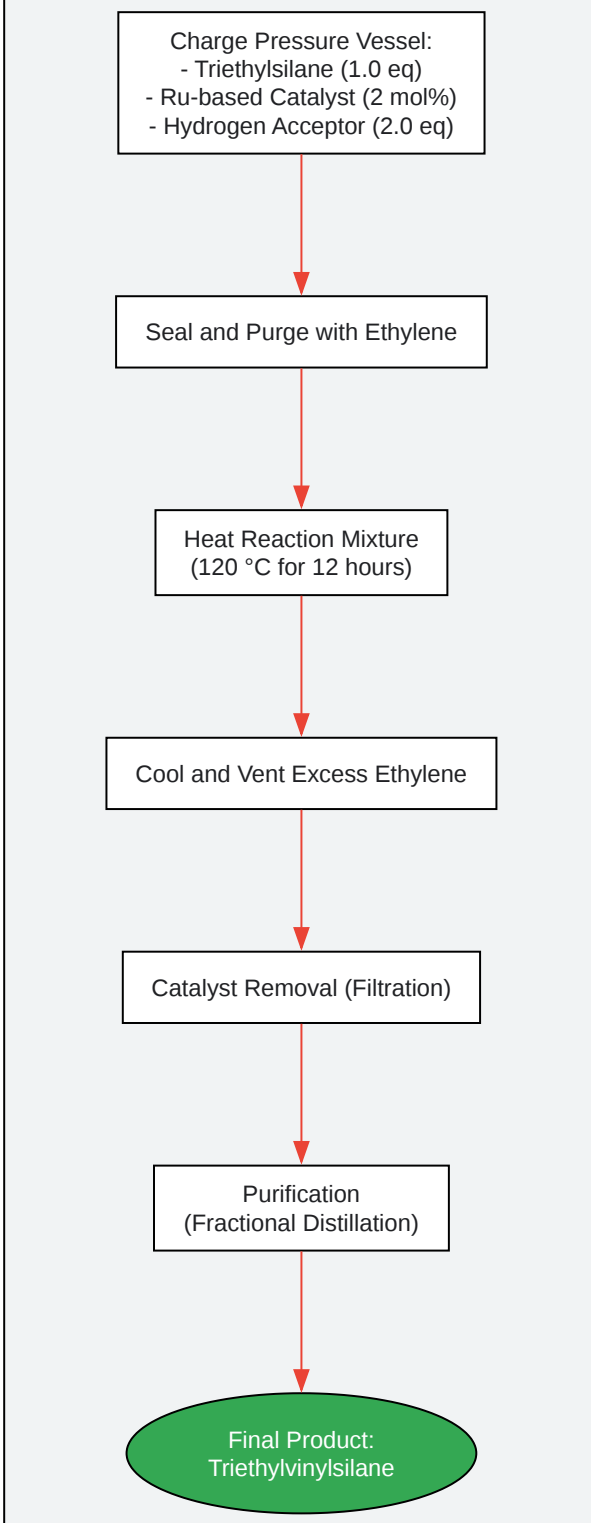 Charge Pressure Vessel:
- Triethylsilane (1.0 eq)
- Ru-based Catalyst (2 mol%)
- Hydrogen Acceptor (2.0 eq)
Seal and Purge with Ethylene
Heat Reaction Mixture
(120 °C for 12 hours)
Cool and Vent Excess Ethylene
Catalyst Removal (Filtration)
Purification
(Fractional Distillation)
Final Product:
Triethylvinylsilane